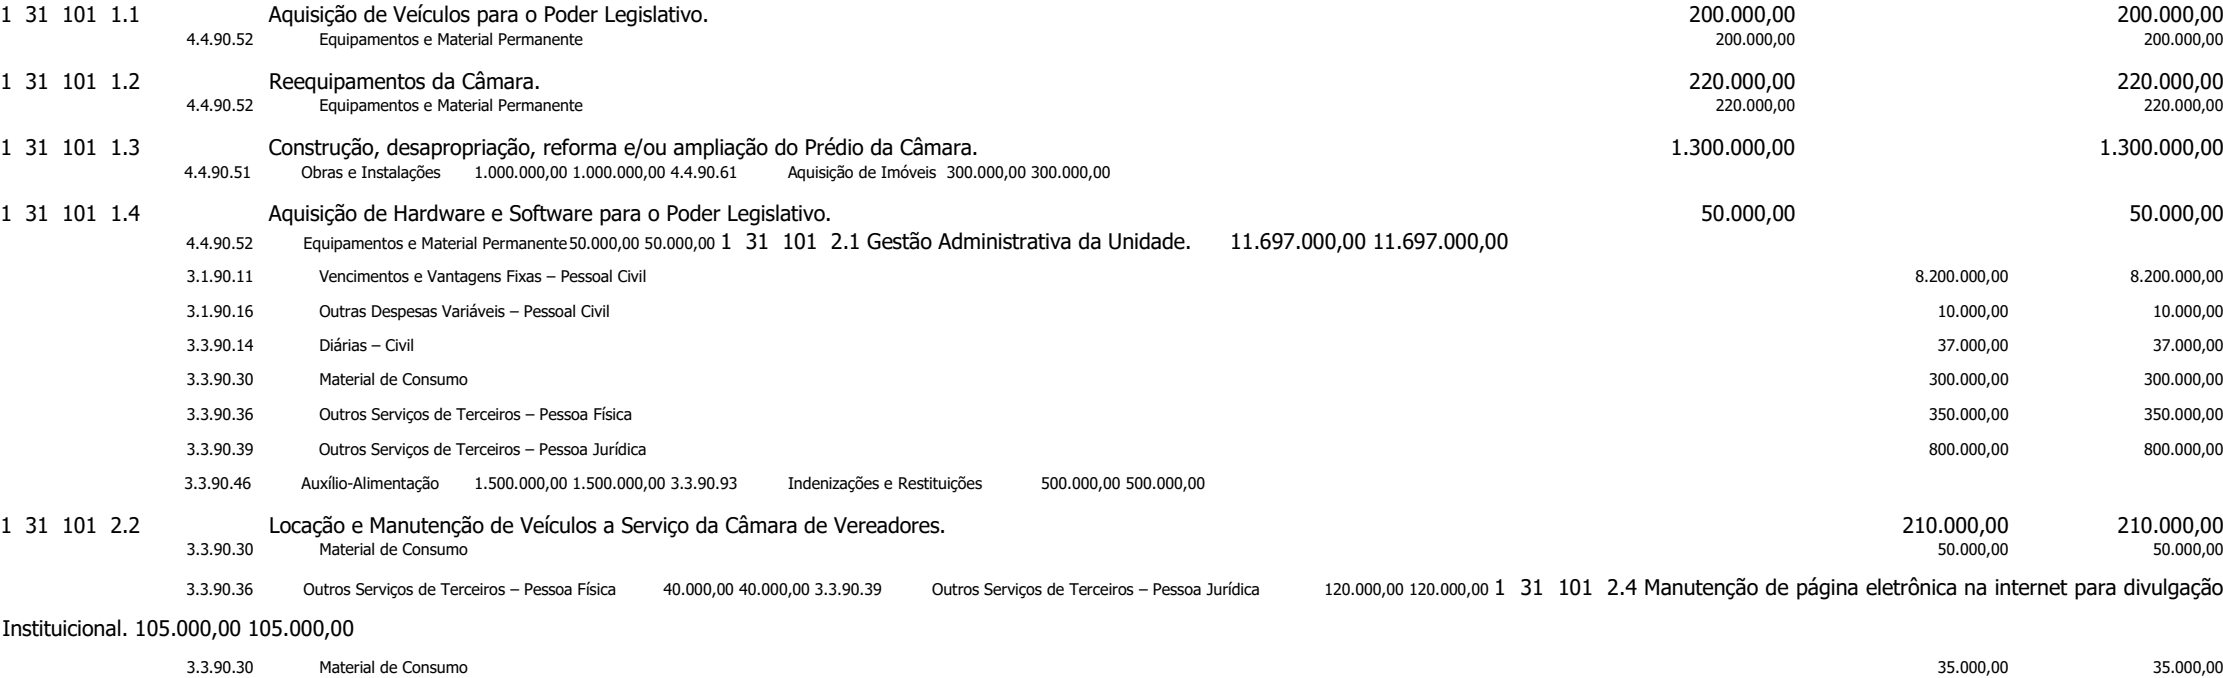 1 31 101 1.1 Aquisição de Veículos para o Poder Legislativo. 200.000,00 200.000,00
4.4.90.52 Equipamentos e Material Permanente 200.000,00 200.000,00
1 31 101 1.2 Reequipamentos da Câmara. 220.000,00 220.000,00
4.4.90.52 Equipamentos e Material Permanente 220.000,00 220.000,00
1 31 101 1.3 Construção, desapropriação, reforma e/ou ampliação do Prédio da Câmara. 1.300.000,00 1.300.000,00
4.4.90.51 Obras e Instalações 1.000.000,00 1.000.000,00 4.4.90.61 Aquisição de Imóveis 300.000,00 300.000,00
1 31 101 1.4 Aquisição de Hardware e Software para o Poder Legislativo. 50.000,00 50.000,00
4.4.90.52 Equipamentos e Material Permanente 50.000,00 50.000,00 1 31 101 2.1 Gestão Administrativa da Unidade. 11.697.000,00 11.697.000,00
3.1.90.11 Vencimentos e Vantagens Fixas – Pessoal Civil 8.200.000,00 8.200.000,00
3.1.90.16 Outras Despesas Variáveis – Pessoal Civil 10.000,00 10.000,00
3.3.90.14 Diárias – Civil 37.000,00 37.000,00
3.3.90.30 Material de Consumo 300.000,00 300.000,00
3.3.90.36 Outros Serviços de Terceiros – Pessoa Física 350.000,00 350.000,00
3.3.90.39 Outros Serviços de Terceiros – Pessoa Jurídica 800.000,00 800.000,00
3.3.90.46 Auxílio-Alimentação 1.500.000,00 1.500.000,00 3.3.90.93 Indenizações e Restituições 500.000,00 500.000,00
1 31 101 2.2 Locação e Manutenção de Veículos a Serviço da Câmara de Vereadores. 210.000,00 210.000,00
3.3.90.30 Material de Consumo 50.000,00 50.000,00
3.3.90.36 Outros Serviços de Terceiros – Pessoa Física 40.000,00 40.000,00 3.3.90.39 Outros Serviços de Terceiros – Pessoa Jurídica 120.000,00 120.000,00 1 31 101 2.4 Manutenção de página eletrônica na internet para divulgação
Instituicional. 105.000,00 105.000,00
3.3.90.30 Material de Consumo 35.000,00 35.000,00